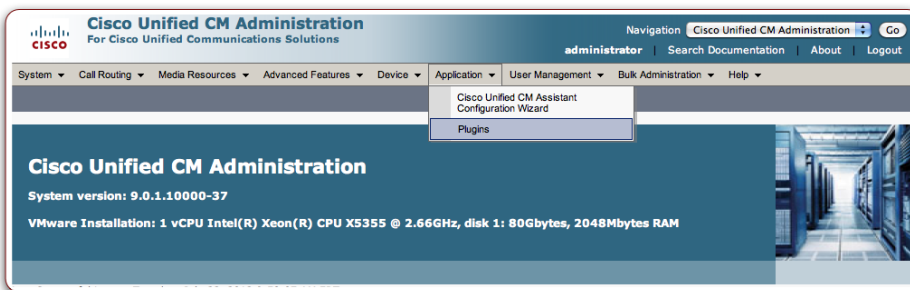 Cisco Unified CM Administration
For Cisco Unified Communications Solutions
CISCO
Navigation Cisco Unified CM Administration Go
administrator | Search Documentation | About | Logout
System Call Routing Media Resources Advanced Features Device Application User Management Bulk Administration Help
Cisco Unified CM Assistant
Configuration Wizard
Plugins
Cisco Unified CM Administration
System version: 9.0.1.10000-37
VMware Installation: 1 vCPU Intel(R) Xeon(R) CPU X5355 @ 2.66GHz, disk 1: 80Gbytes, 2048Mbytes RAM